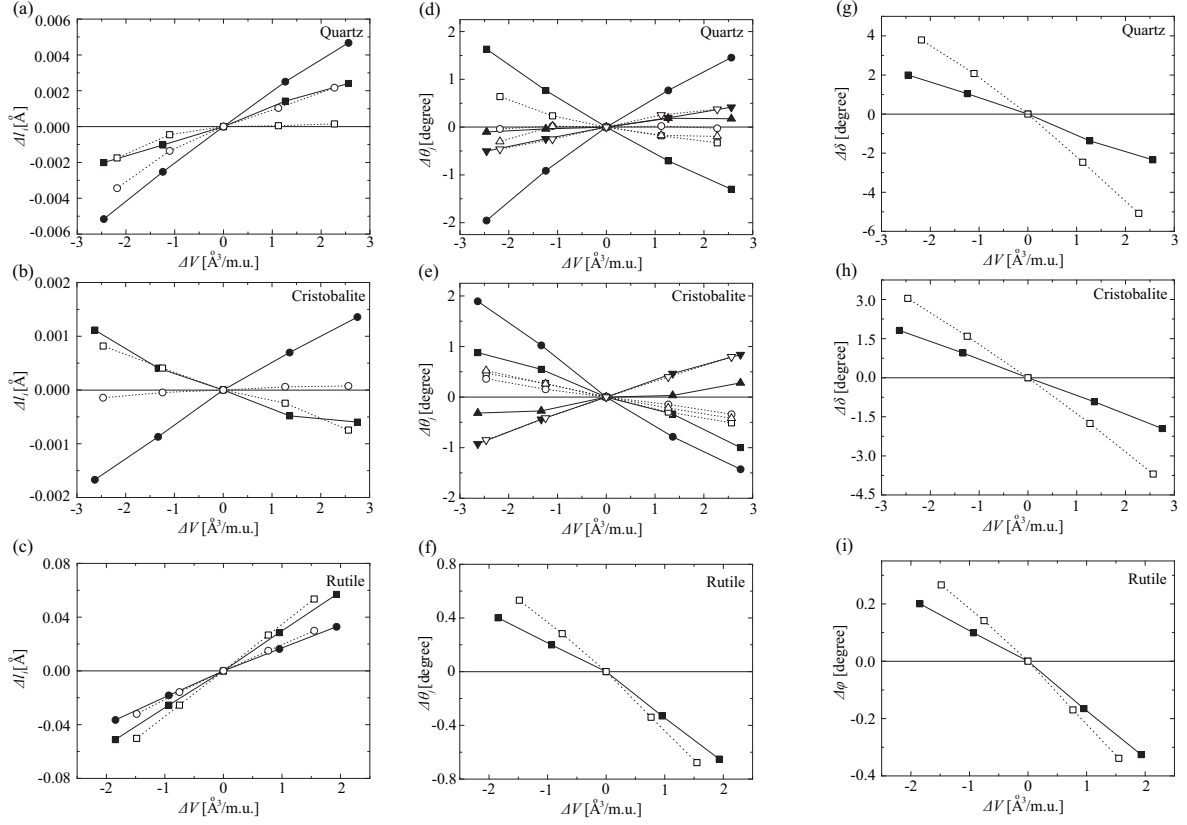 (a)
Quartz
0.006
0.004
0.002
0.000
-0.002
-0.004
-0.006
Δl_i [Å]
-3 -2 -1 0 1 2 3
ΔV [Å³/m.u.]
(d)
Quartz
2
1
0
-1
-2
Δθ_j [degree]
-3 -2 -1 0 1 2 3
ΔV [Å³/m.u.]
(g)
Quartz
4
2
0
-2
-4
-6
Δδ [degree]
-3 -2 -1 0 1 2 3
ΔV [Å³/m.u.]
(b)
Cristobalite
0.002
0.001
0.000
-0.001
-0.002
Δl_i [Å]
-3 -2 -1 0 1 2 3
ΔV [Å³/m.u.]
(e)
Cristobalite
2
1
0
-1
-2
Δθ_j [degree]
-3 -2 -1 0 1 2 3
ΔV [Å³/m.u.]
(h)
Cristobalite
3.0
1.5
0.0
-1.5
-3.0
-4.5
Δδ [degree]
-3 -2 -1 0 1 2 3
ΔV [Å³/m.u.]
(c)
Rutile
0.08
0.04
0.00
-0.04
-0.08
Δl_i [Å]
-2 -1 0 1 2
ΔV [Å³/m.u.]
(f)
Rutile
0.8
0.4
0
-0.4
-0.8
Δθ_j [degree]
-2 -1 0 1 2
ΔV [Å³/m.u.]
(i)
Rutile
0.2
0.0
-0.2
-0.4
Δφ [degree]
-2 -1 0 1 2
ΔV [Å³/m.u.]